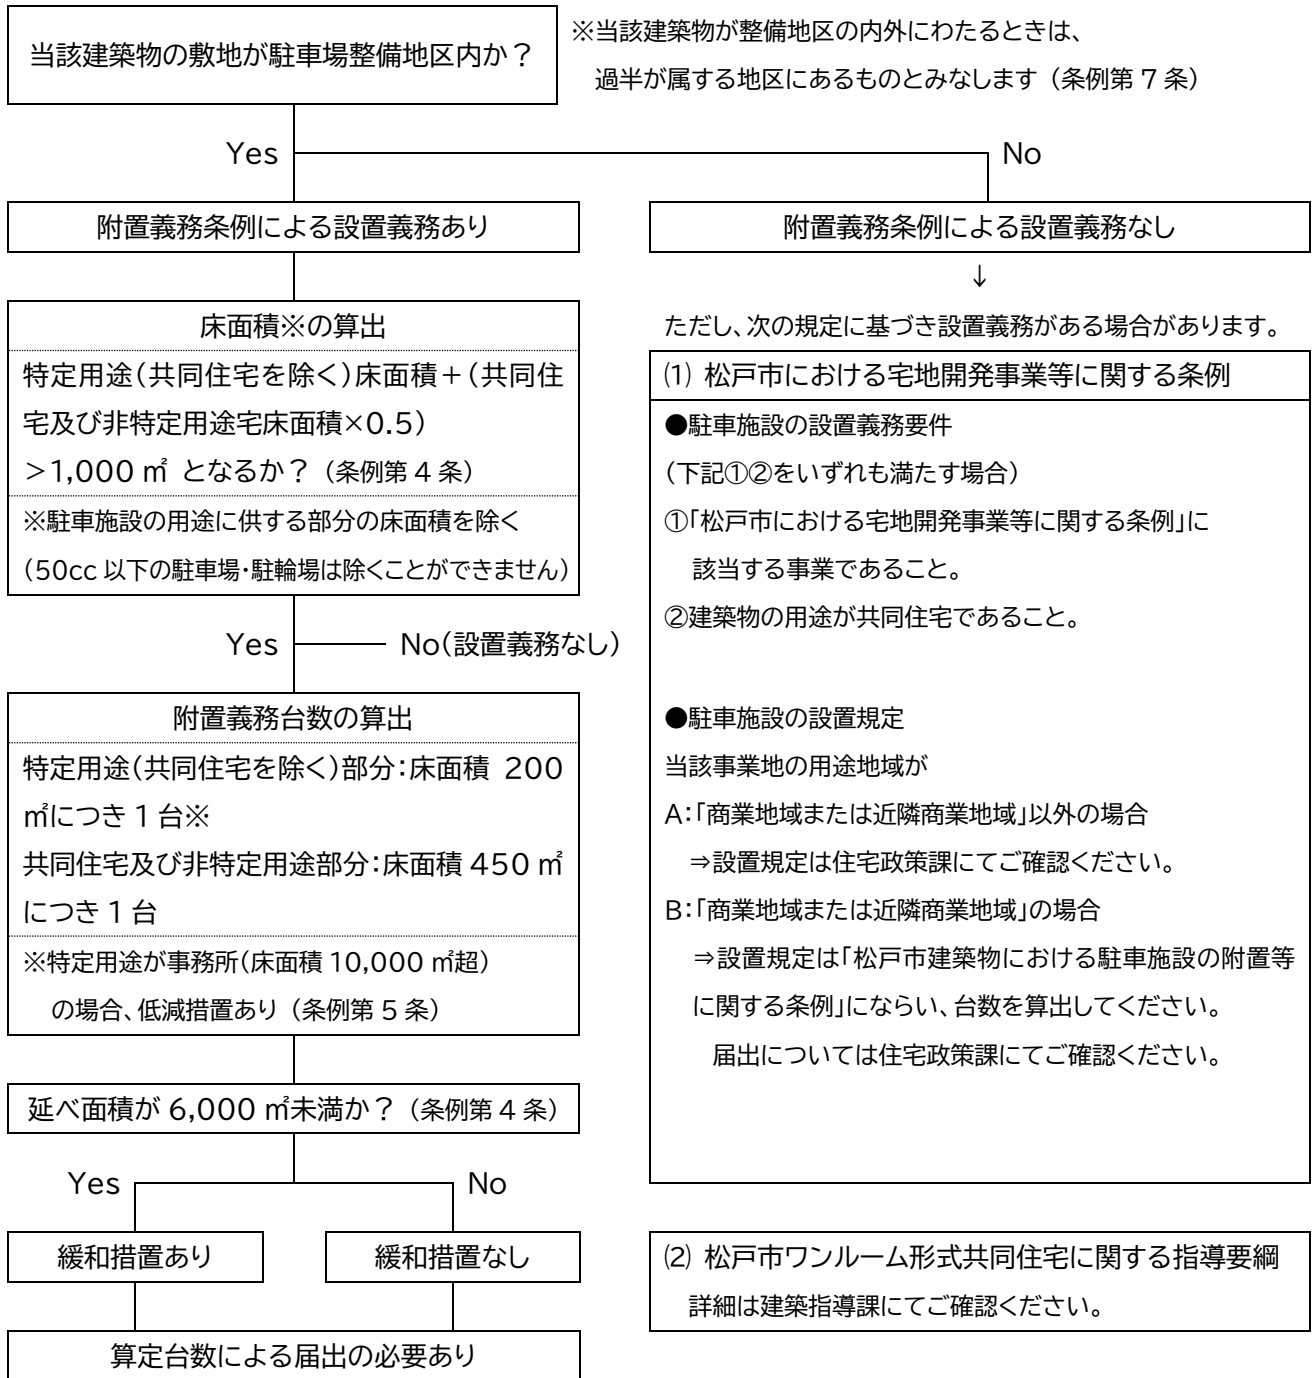 当該建築物の敷地が駐車場整備地区内か？
※当該建築物が整備地区の内外にわたるときは、
過半が属する地区にあるものとみなします（条例第７条）
Yes
No
附置義務条例による設置義務あり
床面積※の算出
特定用途（共同住宅を除く）床面積＋（共同住
宅及び非特定用途宅床面積×0.5）
＞1,000 ㎡ となるか？（条例第４条）
※駐車施設の用途に供する部分の床面積を除く
（50cc 以下の駐車場・駐輪場は除くことができません）
Yes
No（設置義務なし）
附置義務台数の算出
特定用途（共同住宅を除く）部分：床面積 200
㎡につき１台※
共同住宅及び非特定用途部分：床面積 450 ㎡
につき１台
※特定用途が事務所（床面積 10,000 ㎡超）
の場合、低減措置あり（条例第５条）
延べ面積が 6,000 ㎡未満か？（条例第４条）
Yes
No
緩和措置あり
緩和措置なし
算定台数による届出の必要あり
附置義務条例による設置義務なし
↓
ただし、次の規定に基づき設置義務がある場合があります。
⑴ 松戸市における宅地開発事業等に関する条例
●駐車施設の設置義務要件
（下記①②をいずれも満たす場合）
①「松戸市における宅地開発事業等に関する条例」に
該当する事業であること。
②建築物の用途が共同住宅であること。
●駐車施設の設置規定
当該事業地の用途地域が
A：「商業地域または近隣商業地域」以外の場合
⇒設置規定は住宅政策課にてご確認ください。
B：「商業地域または近隣商業地域」の場合
⇒設置規定は「松戸市建築物における駐車施設の附置等
に関する条例」にならい、台数を算出してください。
届出については住宅政策課にてご確認ください。
⑵ 松戸市ワンルーム形式共同住宅に関する指導要綱
詳細は建築指導課にてご確認ください。